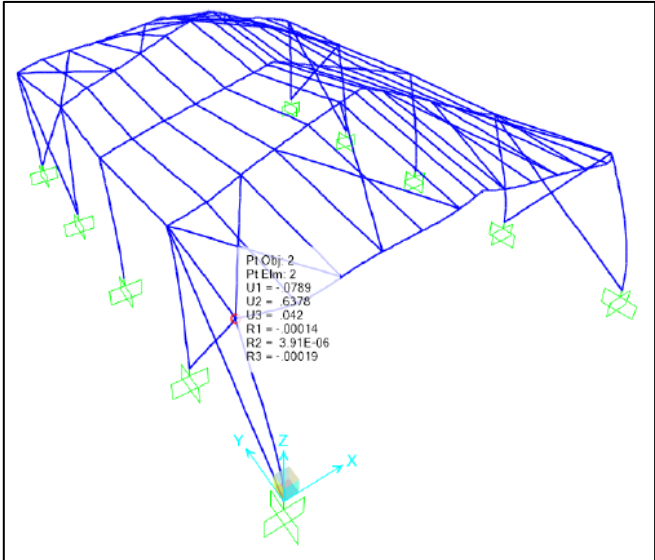 Pt Obj: 2
Pt Elm: 2
U1 = -.0789
U2 = .6378
U3 = .042
R1 = -.00014
R2 = 3.91E-06
R3 = -.00019
Y Z X